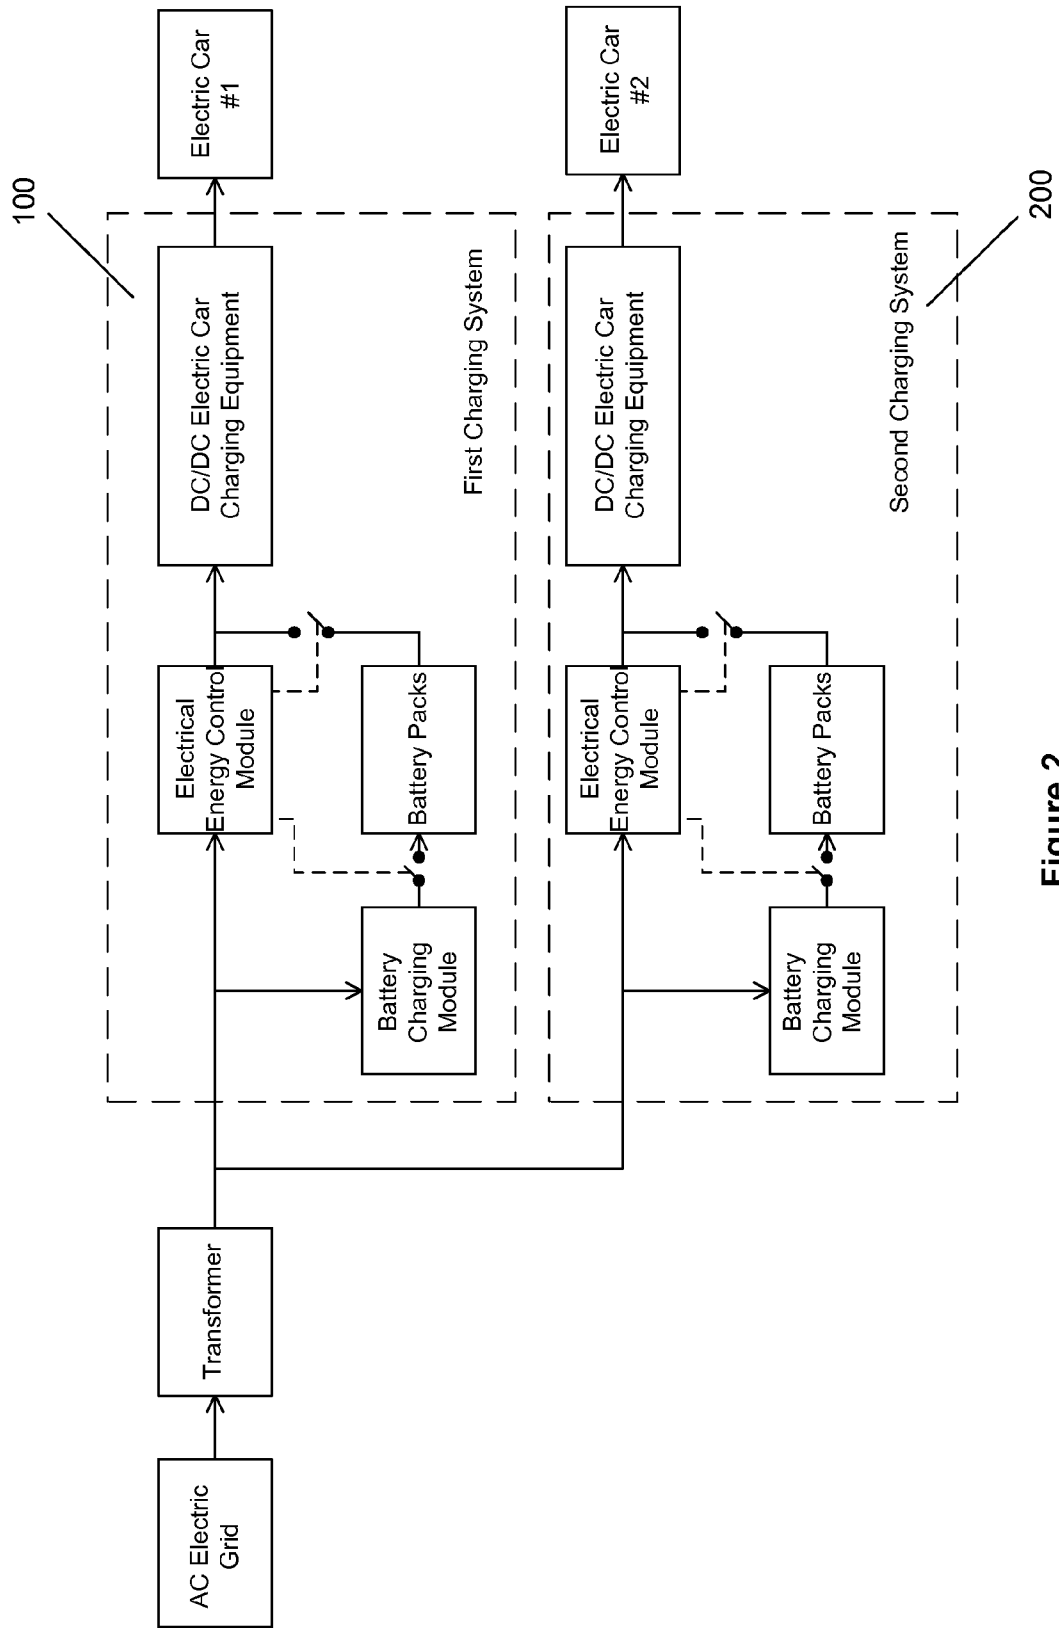 AC Electric
Grid
Transformer
100
Battery
Charging
Module
Electrical
Energy Control
Module
Battery Packs
DC/DC Electric Car
Charging Equipment
First Charging System
Electric Car
#1
Battery
Charging
Module
Electrical
Energy Control
Module
Battery Packs
DC/DC Electric Car
Charging Equipment
Second Charging System
Electric Car
#2
200
Figure 2